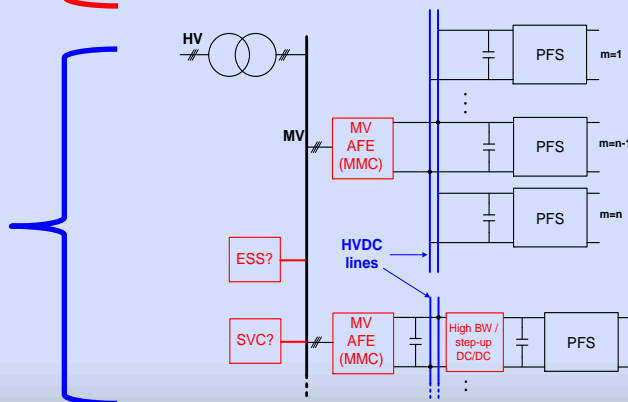 HV
PFS
m=1
MV
MV
AFE
(MMC)
PFS
m=n-1
PFS
m=n
ESS?
HVDC
lines
SVC?
MV
AFE
(MMC)
High BW /
step-up
DC/DC
PFS